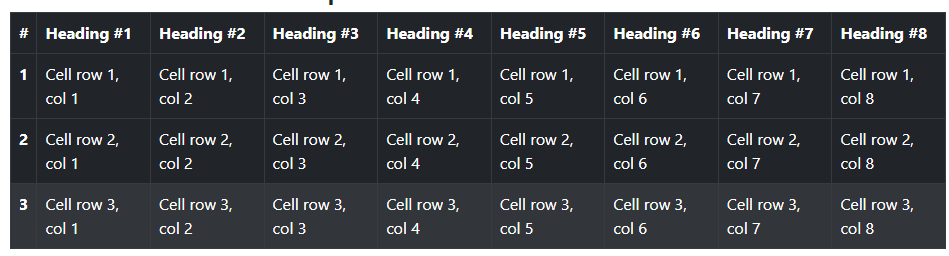 # Heading #1 Heading #2 Heading #3 Heading #4 Heading #5 Heading #6 Heading #7 Heading #8
1 Cell row 1, Cell row 1, Cell row 1, Cell row 1, Cell row 1, Cell row 1, Cell row 1, Cell row 1,
col 1 col 2 col 3 col 4 col 5 col 6 col 7 col 8
2 Cell row 2, Cell row 2, Cell row 2, Cell row 2, Cell row 2, Cell row 2, Cell row 2, Cell row 2,
col 1 col 2 col 3 col 4 col 5 col 6 col 7 col 8
3 Cell row 3, Cell row 3, Cell row 3, Cell row 3, Cell row 3, Cell row 3, Cell row 3, Cell row 3,
col 1 col 2 col 3 col 4 col 5 col 6 col 7 col 8